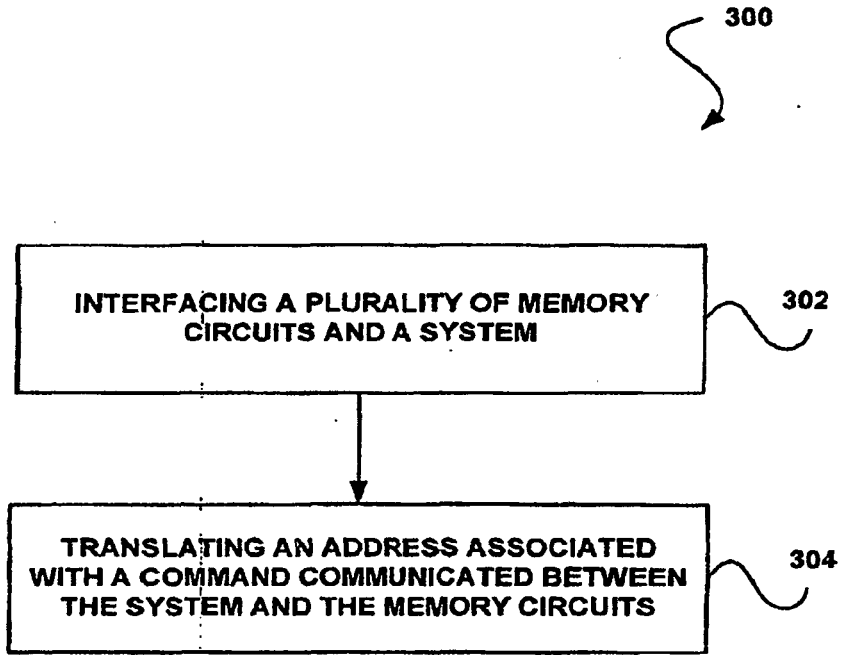 300
INTERFACING A PLURALITY OF MEMORY
CIRCUITS AND A SYSTEM
302
TRANSLATING AN ADDRESS ASSOCIATED
WITH A COMMAND COMMUNICATED BETWEEN
THE SYSTEM AND THE MEMORY CIRCUITS
304